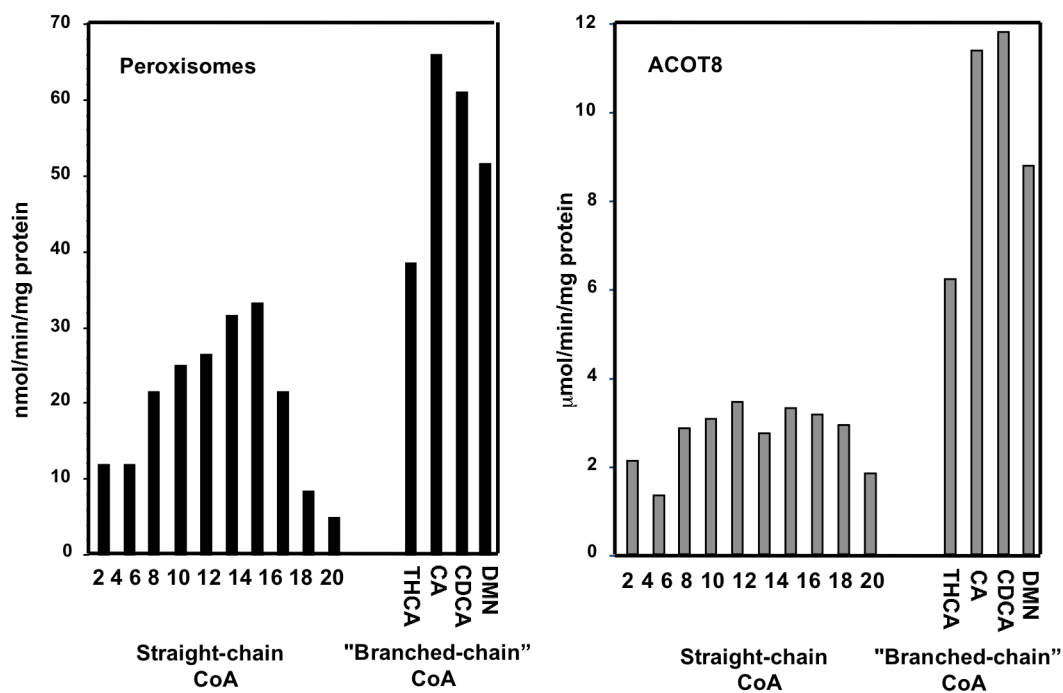 Peroxisomes
nmol/min/mg protein
70
60
50
40
30
20
10
0
2 4 6 8 10 12 14 16 18 20
THCA
CA
CDCA
DMN
Straight-chain
CoA
"Branched-chain”
CoA
ACOT8
μmol/min/mg protein
12
10
8
6
4
2
0
2 4 6 8 10 12 14 16 18 20
THCA
CA
CDCA
DMN
Straight-chain
CoA
"Branched-chain”
CoA